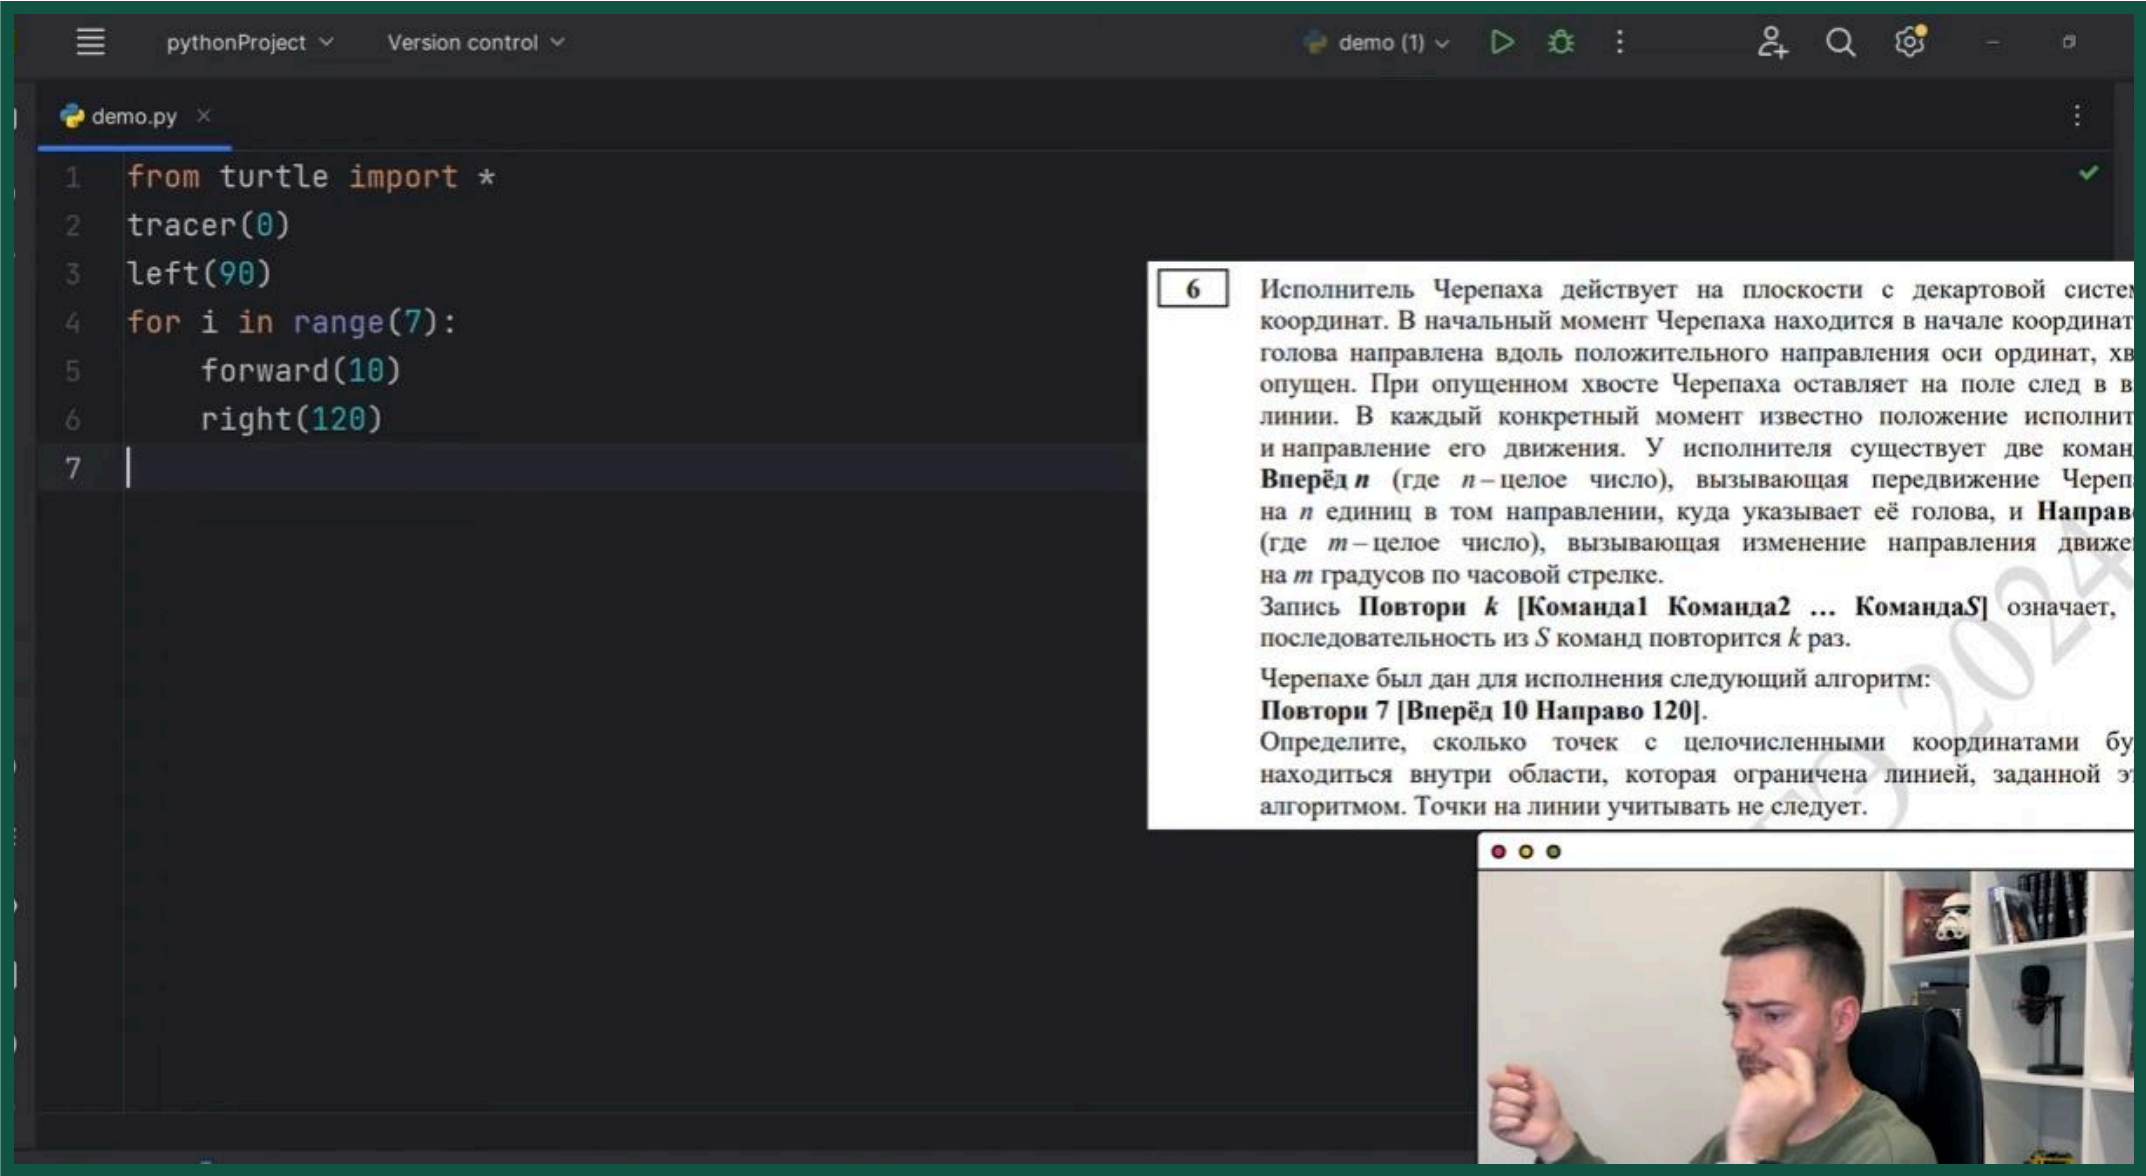 pythonProject Version control demo (1)
demo.py
1 from turtle import *
2 tracer(0)
3 left(90)
4 for i in range(7):
5 forward(10)
6 right(120)
7
6
Исполнитель Черепаха действует на плоскости с декартовой систем
координат. В начальный момент Черепаха находится в начале координат
голова направлена вдоль положительного направления оси ординат, хв
опущен. При опущенном хвосте Черепаха оставляет на поле след в в
линии. В каждый конкретный момент известно положение исполнит
и направление его движения. У исполнителя существует две коман
Вперёд n (где n – целое число), вызывающая передвижение Череп
на n единиц в том направлении, куда указывает её голова, и Направ
(где m – целое число), вызывающая изменение направления движе
на m градусов по часовой стрелке.
Запись Повтори k [Команда1 Команда2 … КомандаS] означает,
последовательность из S команд повторится k раз.
Черепахе был дан для исполнения следующий алгоритм:
Повтори 7 [Вперёд 10 Направо 120].
Определите, сколько точек с целочисленными координатами бу
находиться внутри области, которая ограничена линией, заданной э
алгоритмом. Точки на линии учитывать не следует.
2024